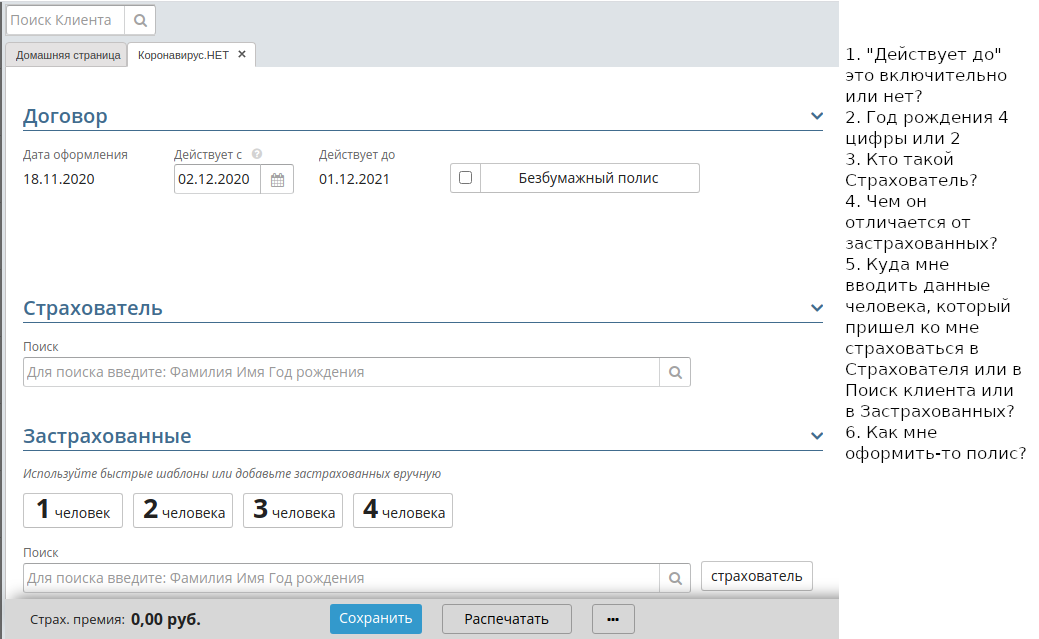 Поиск Клиента
Домашняя страница
Коронавирус.НЕТ ✕
Договор
Дата оформления
Действует с ?
Действует до
18.11.2020
02.12.2020
01.12.2021
Безбумажный полис
Страхователь
Поиск
Для поиска введите: Фамилия Имя Год рождения
Застрахованные
Используйте быстрые шаблоны или добавьте застрахованных вручную
1 человек
2 человека
3 человека
4 человека
Поиск
Для поиска введите: Фамилия Имя Год рождения
страхователь
Страх. премия: 0,00 руб.
Сохранить
Распечатать
...
1. "Действует до"
это включительно
или нет?
2. Год рождения 4
цифры или 2
3. Кто такой
Страхователь?
4. Чем он
отличается от
застрахованных?
5. Куда мне
вводить данные
человека, который
пришел ко мне
страховаться в
Страхователя или в
Поиск клиента или
в Застрахованных?
6. Как мне
оформить-то полис?